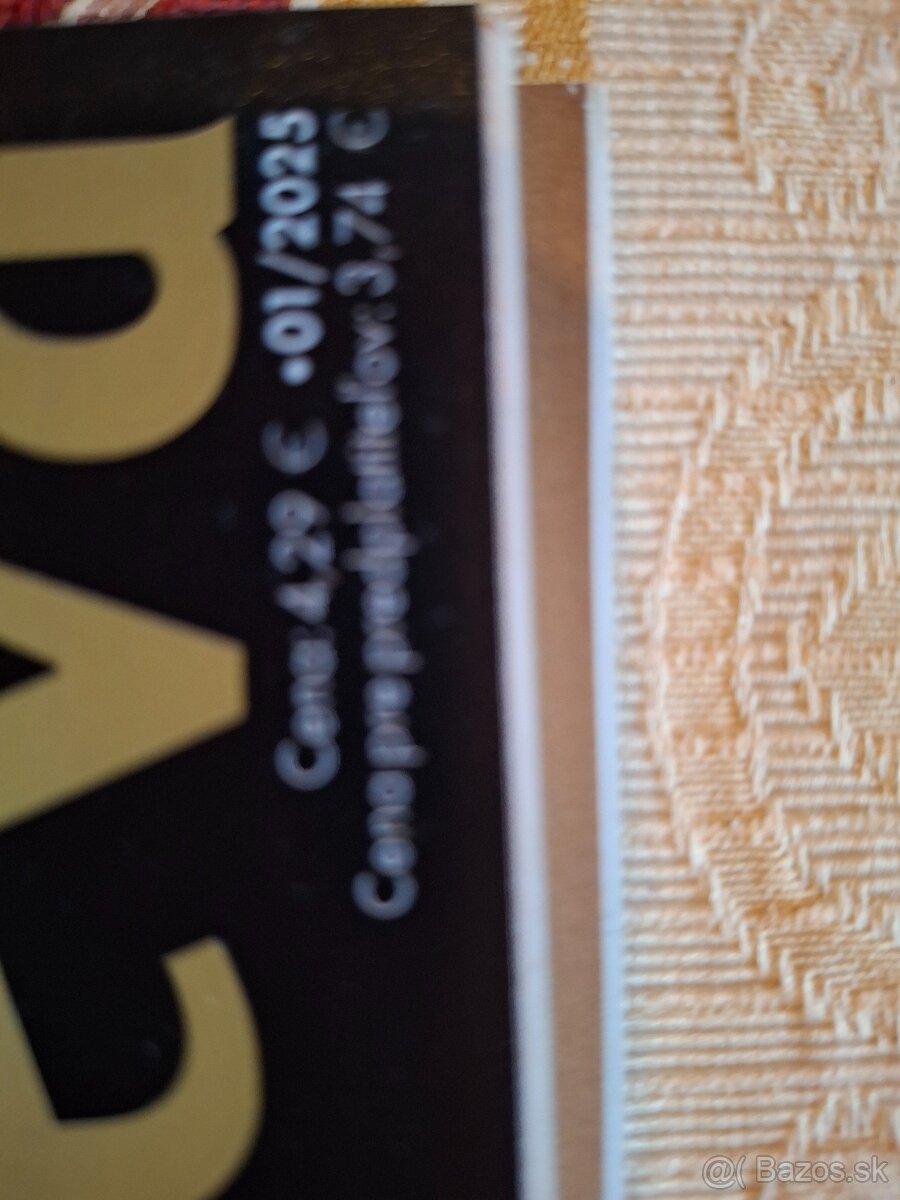 Cena: 4,29 € •01/2025
Cena pre predplatiteľov: 3,74 €
@( Bazos.sk